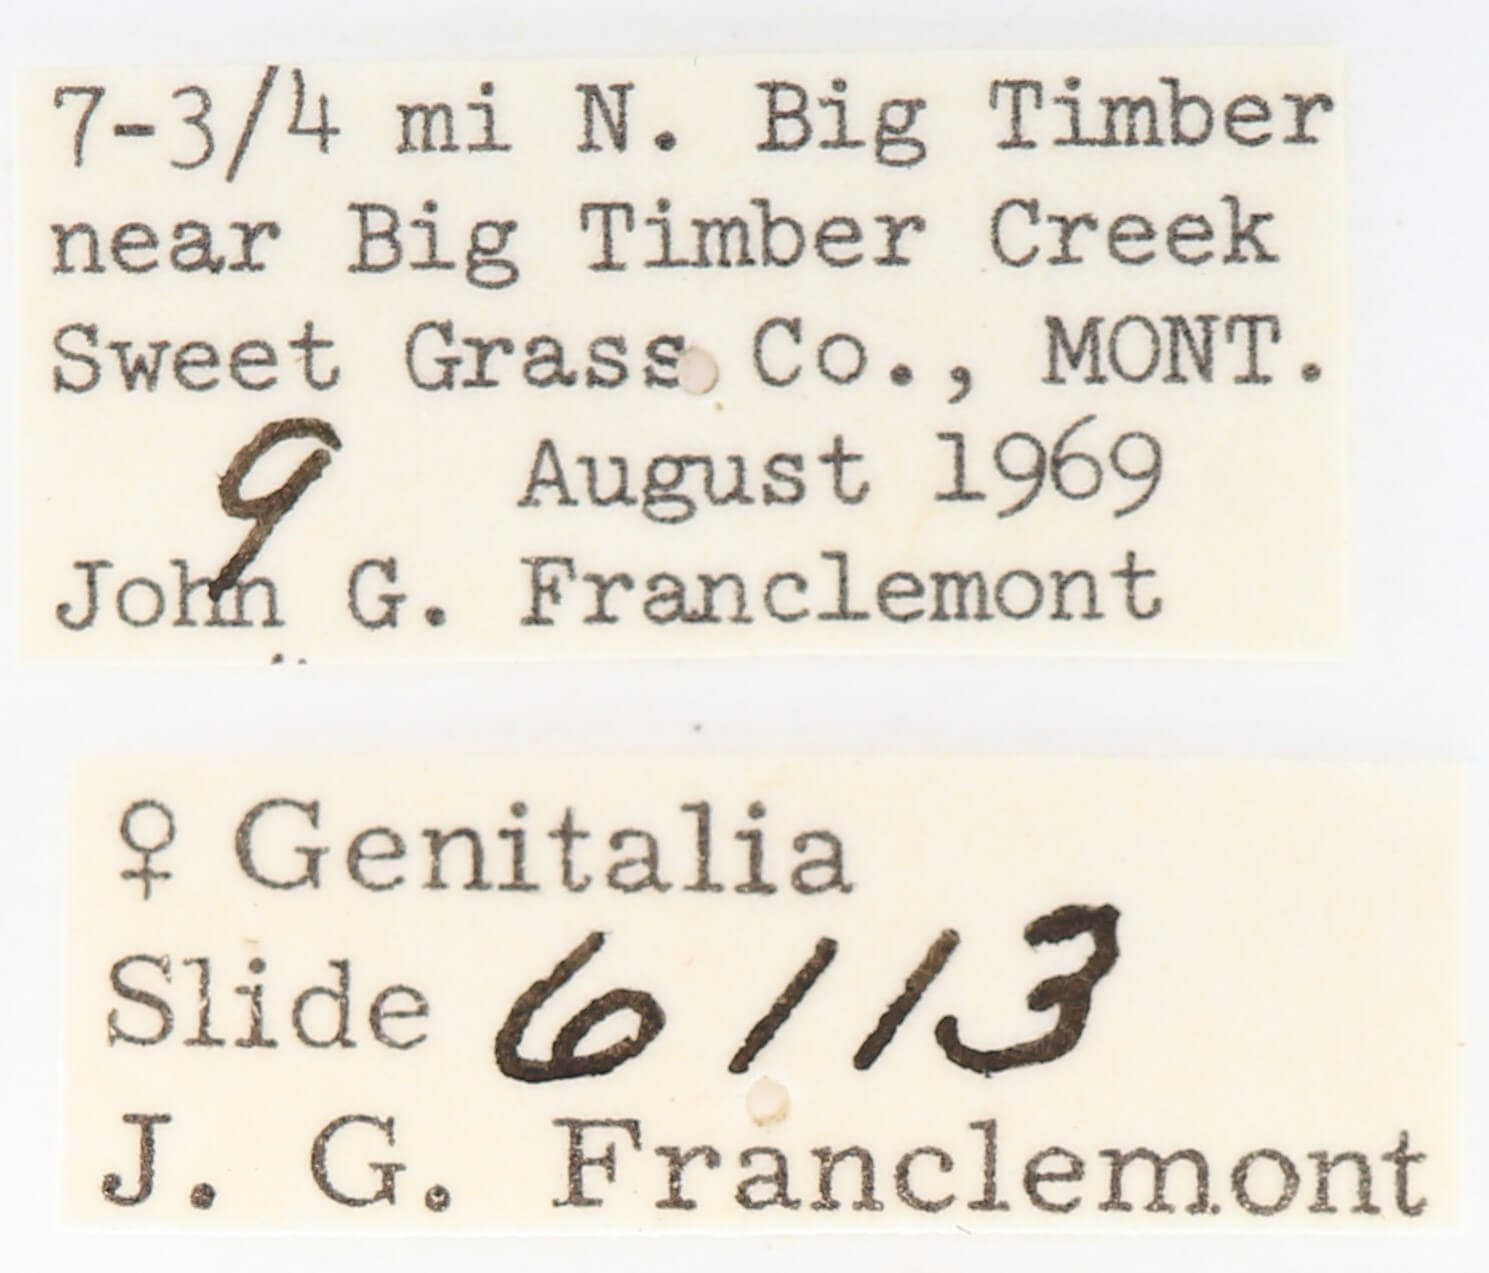 7-3/4 mi N. Big Timber
near Big Timber Creek
Sweet Grass Co., MONT.
9 August 1969
John G. Franclemont
♀ Genitalia
Slide 6113
J. G. Franclemont